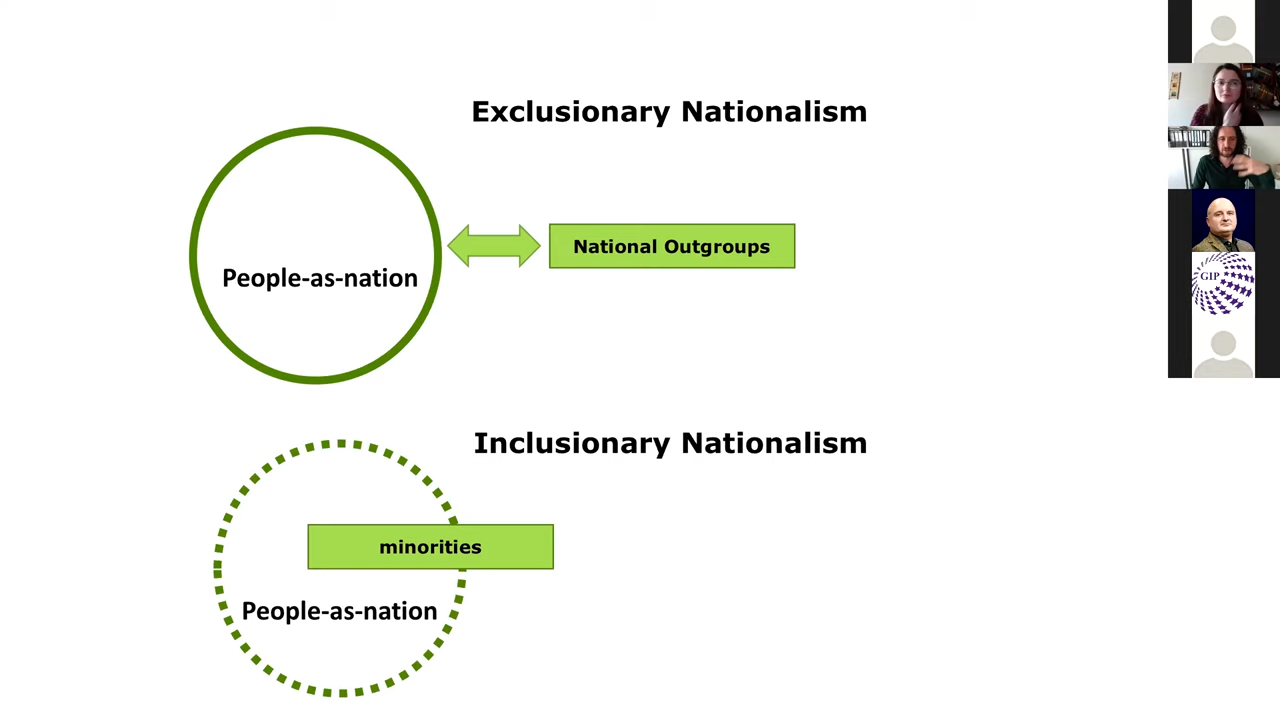 Exclusionary Nationalism
People-as-nation
National Outgroups
Inclusionary Nationalism
minorities
People-as-nation
GIP